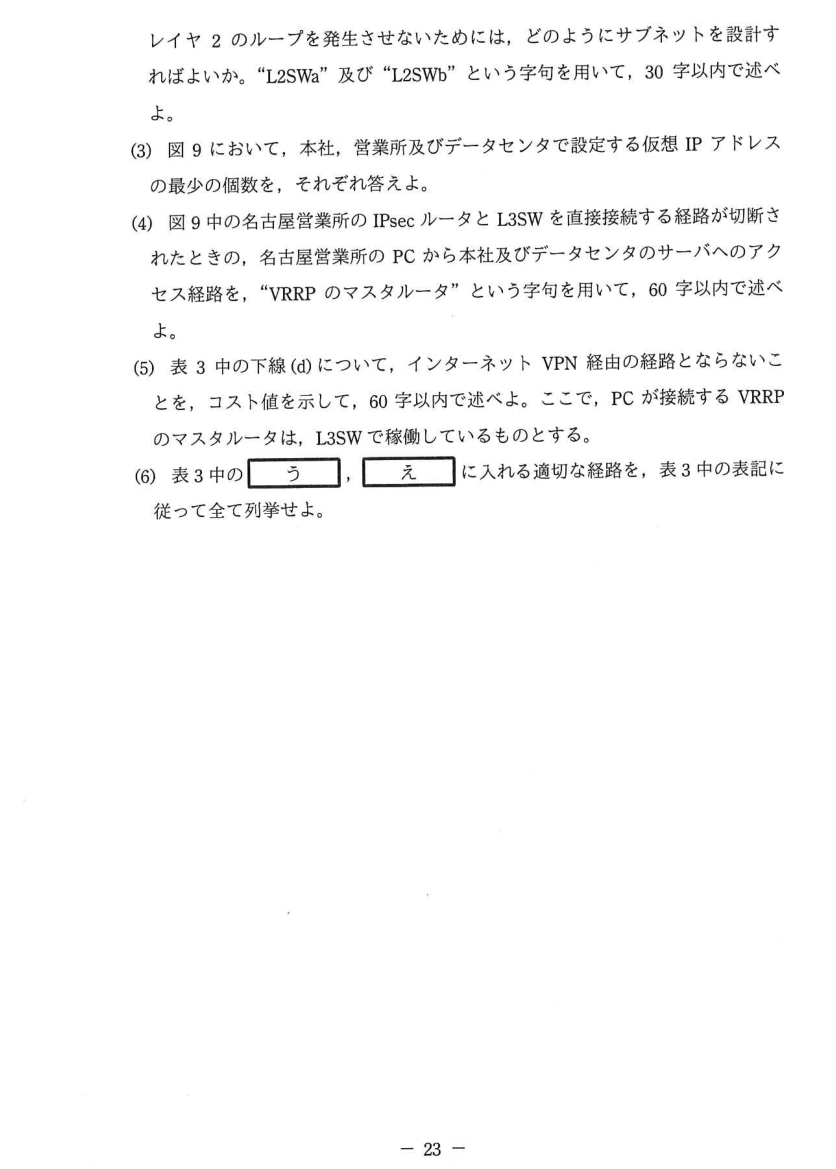 レイヤ 2 のループを発生させないためには，どのようにサブネットを設計す
ればよいか。“L2SWa” 及び “L2SWb” という字句を用いて，30 字以内で述べ
よ。
(3) 図 9 において，本社，営業所及びデータセンタで設定する仮想 IP アドレス
の最少の個数を，それぞれ答えよ。
(4) 図 9 中の名古屋営業所の IPsec ルータと L3SW を直接接続する経路が切断さ
れたときの，名古屋営業所の PC から本社及びデータセンタのサーバへのアク
セス経路を，“VRRP のマスタルータ” という字句を用いて，60 字以内で述べ
よ。
(5) 表 3 中の下線 (d) について，インターネット VPN 経由の経路とならないこ
とを，コスト値を示して，60 字以内で述べよ。ここで，PC が接続する VRRP
のマスタルータは，L3SW で稼働しているものとする。
(6) 表 3 中の う ， え に入れる適切な経路を，表 3 中の表記に
従って全て列挙せよ。
－ 23 －